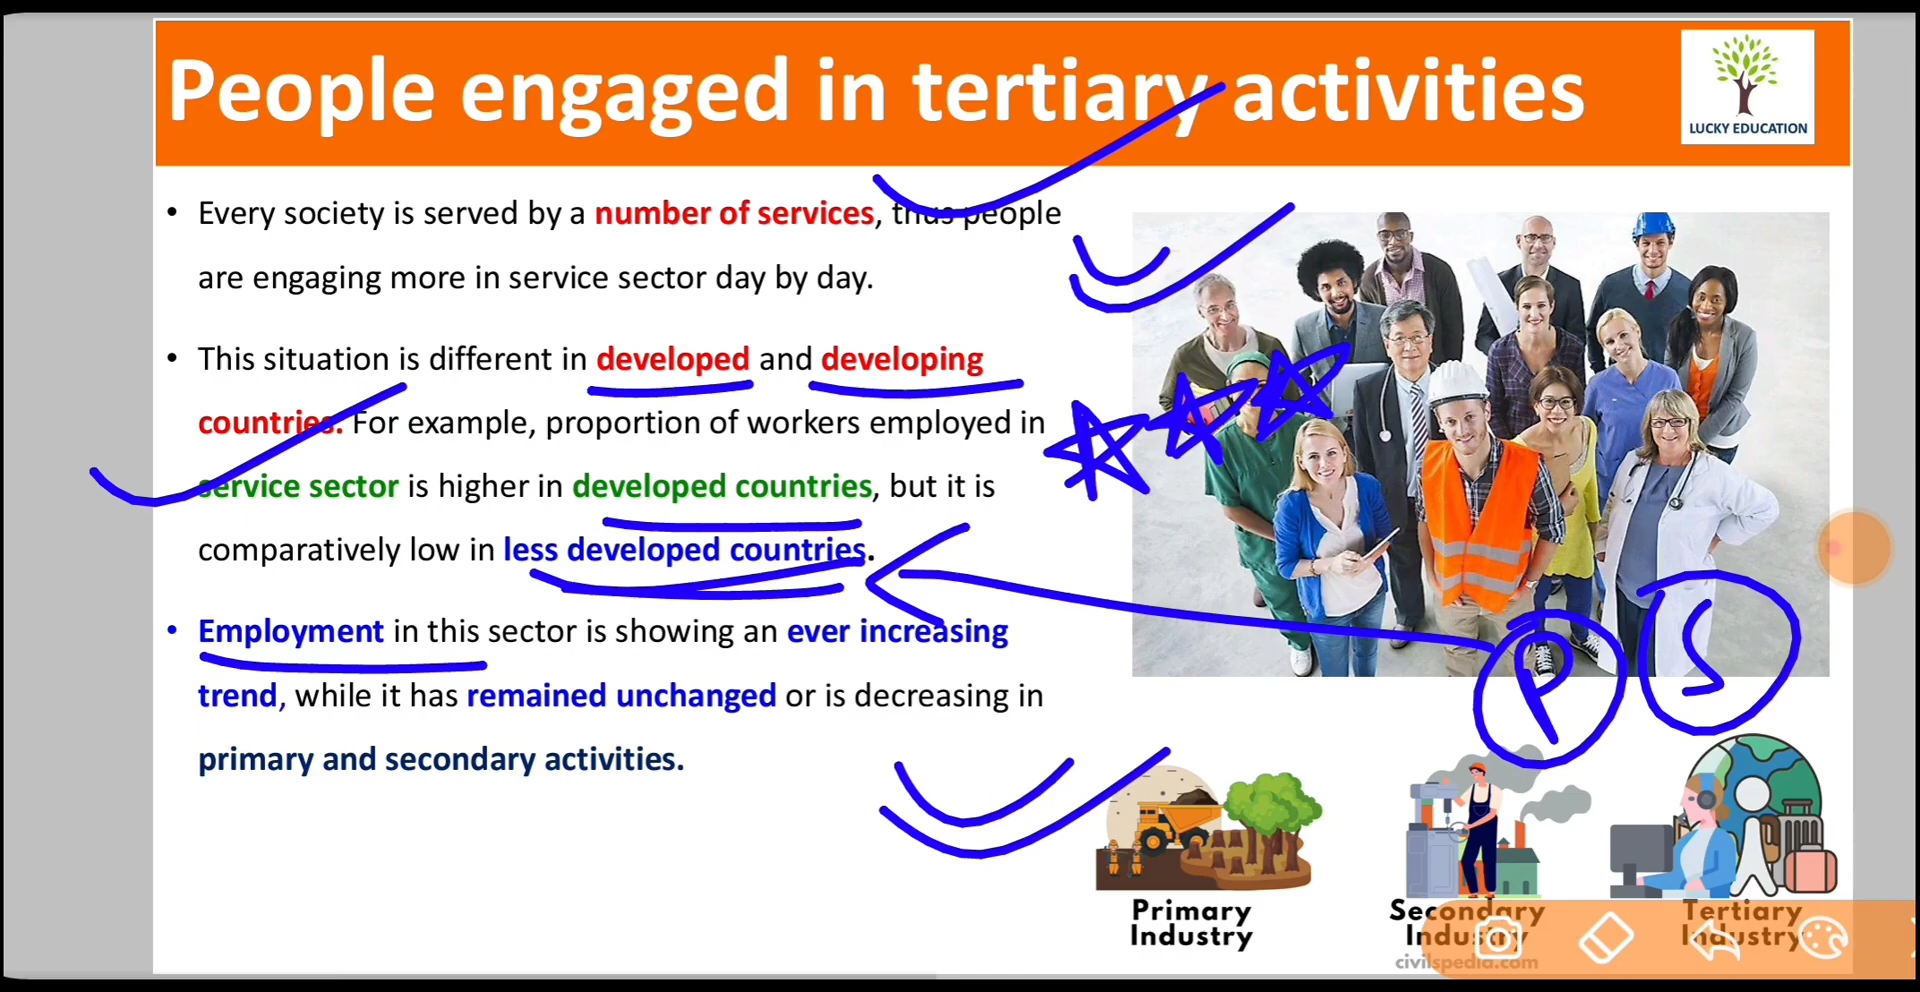 People engaged in tertiary activities
LUCKY EDUCATION
• Every society is served by a number of services, thus people
are engaging more in service sector day by day.
• This situation is different in developed and developing
countries. For example, proportion of workers employed in
service sector is higher in developed countries, but it is
comparatively low in less developed countries.
• Employment in this sector is showing an ever increasing
trend, while it has remained unchanged or is decreasing in
primary and secondary activities.
P
S
Primary
Industry
Secondary
Industry
civilspedia.com
Tertiary
Industry